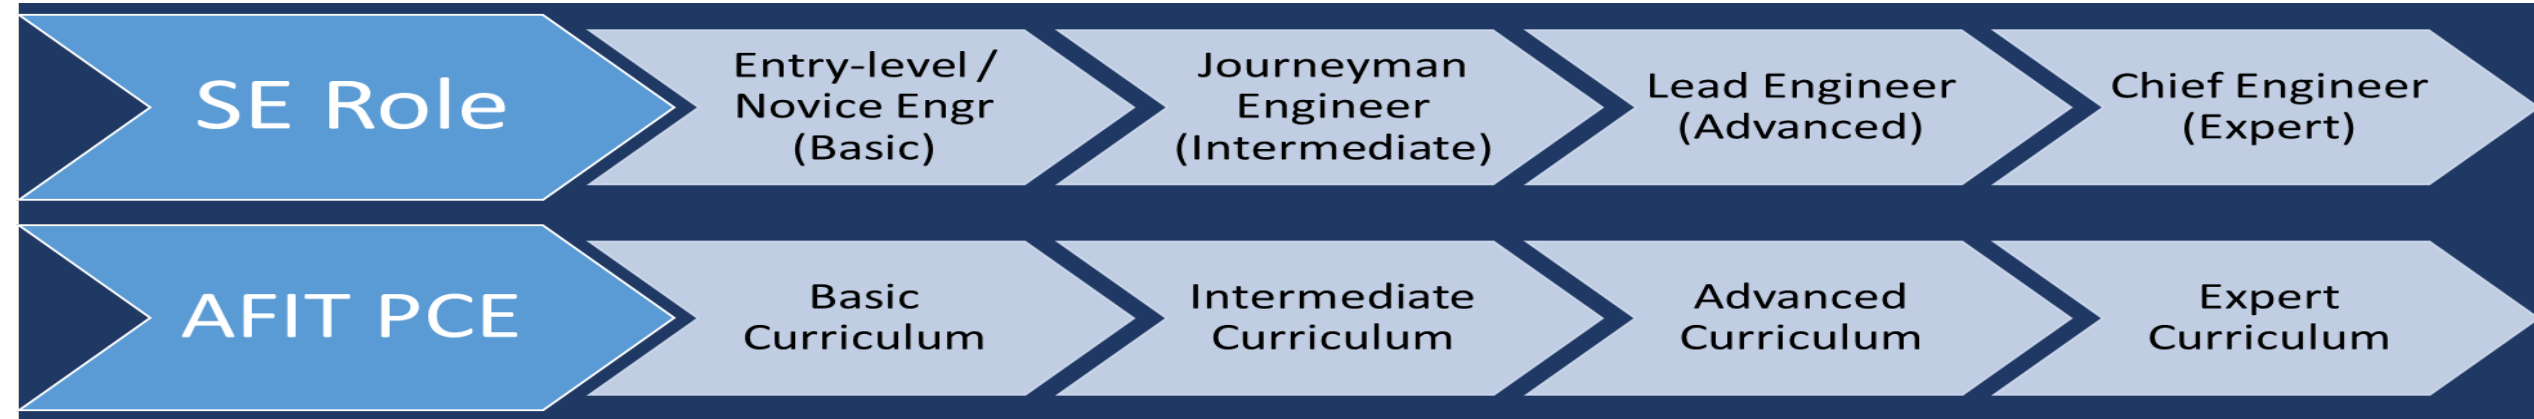 SE Role
Entry-level /
Novice Engr
(Basic)
Journeyman
Engineer
(Intermediate)
Lead Engineer
(Advanced)
Chief Engineer
(Expert)
AFIT PCE
Basic
Curriculum
Intermediate
Curriculum
Advanced
Curriculum
Expert
Curriculum